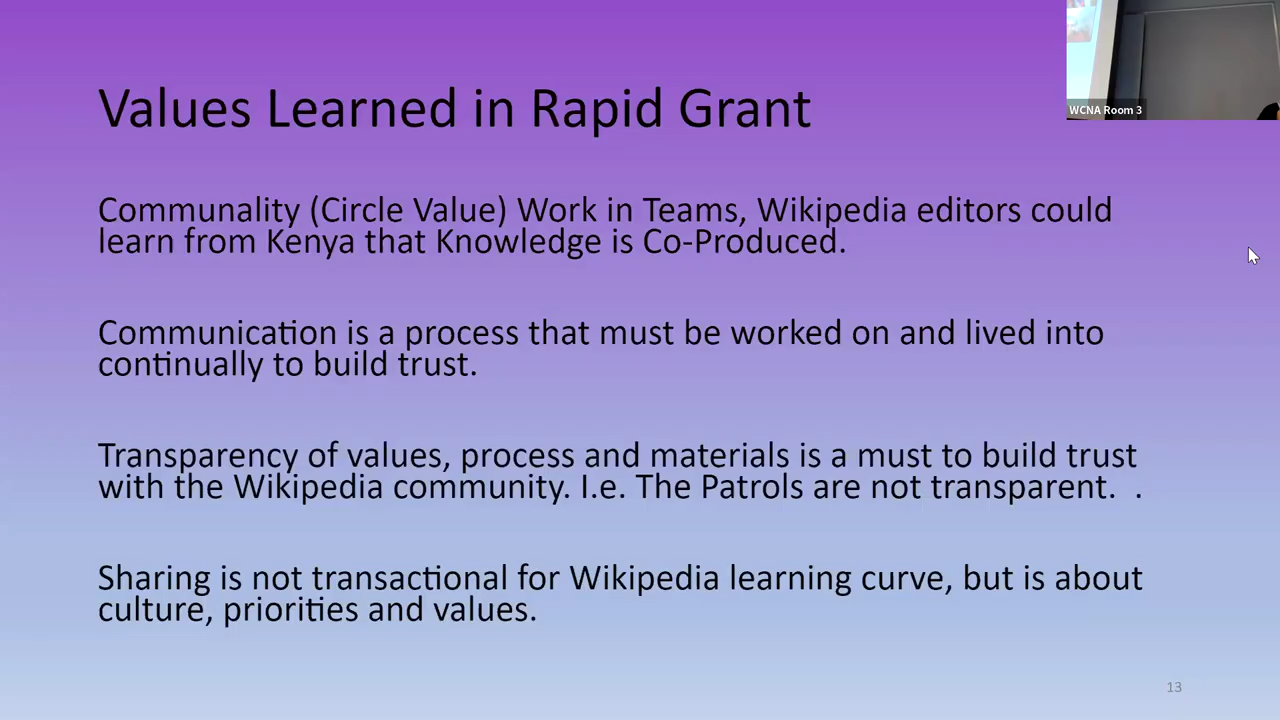 WCNA Room 3
Values Learned in Rapid Grant
Communality (Circle Value) Work in Teams, Wikipedia editors could
learn from Kenya that Knowledge is Co-Produced.
Communication is a process that must be worked on and lived into
continually to build trust.
Transparency of values, process and materials is a must to build trust
with the Wikipedia community. I.e. The Patrols are not transparent.  .
Sharing is not transactional for Wikipedia learning curve, but is about
culture, priorities and values.
13